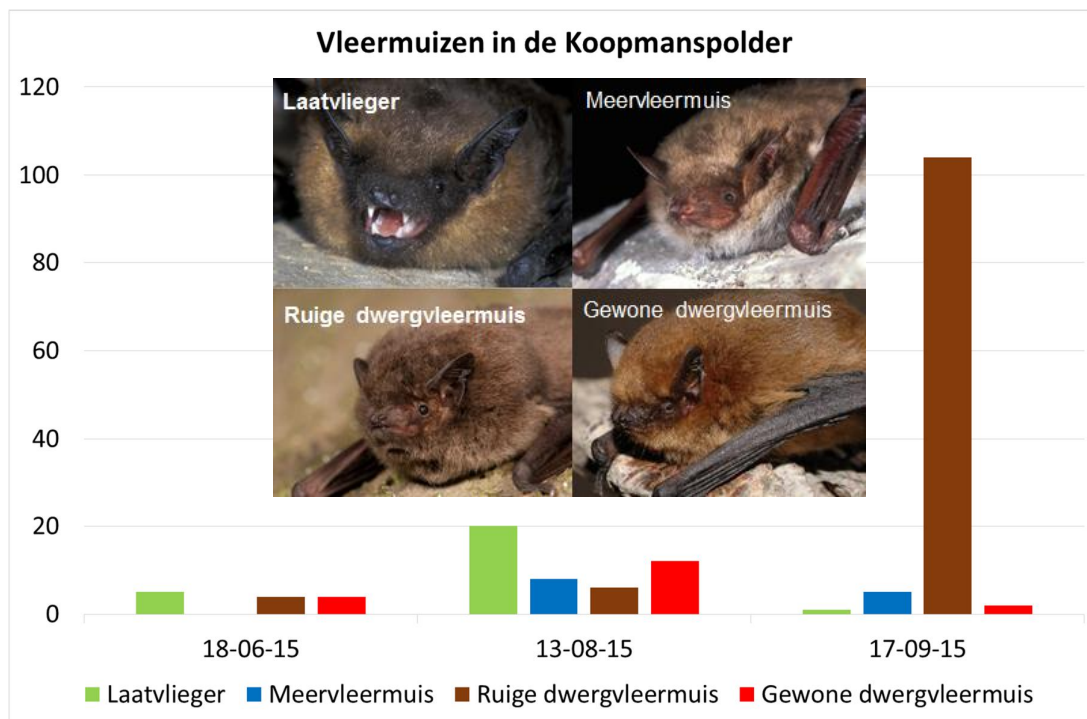 Vleermuizen in de Koopmanspolder
120
100
80
60
40
20
0
Laatvlieger
Meervleermuis
Ruige dwergvleermuis
Gewone dwergvleermuis
18-06-15
13-08-15
17-09-15
Laatvlieger
Meervleermuis
Ruige dwergvleermuis
Gewone dwergvleermuis